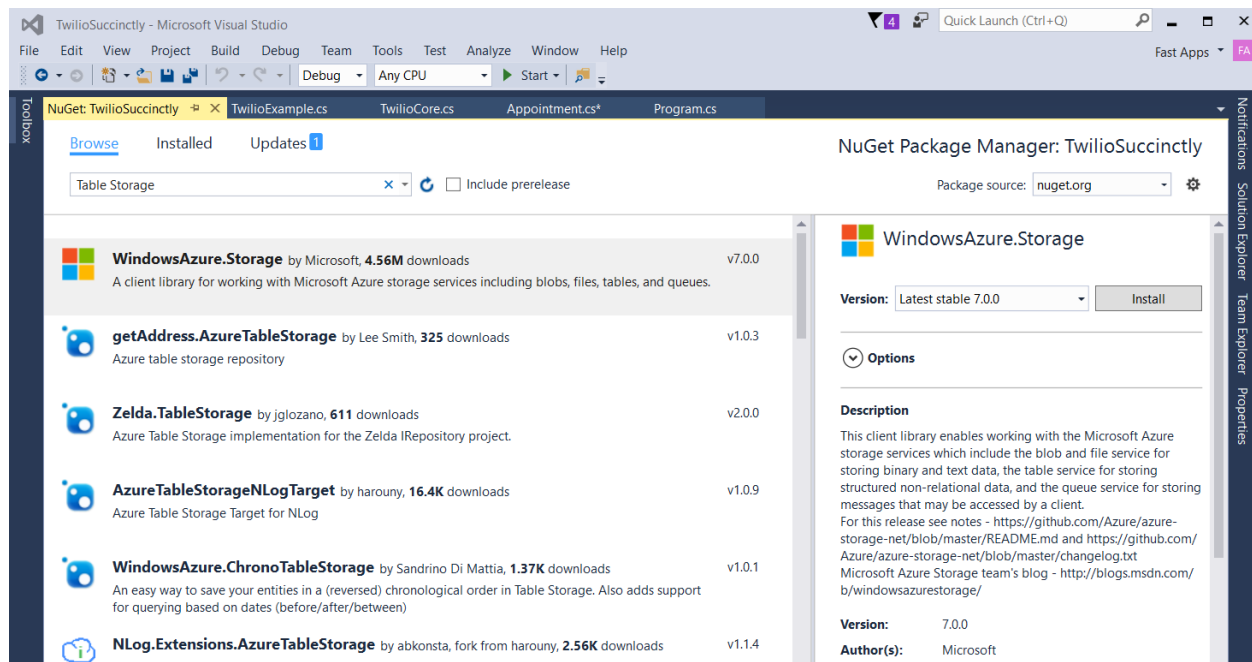 TwilioSuccinctly - Microsoft Visual Studio
4
Quick Launch (Ctrl+Q)
File Edit View Project Build Debug Team Tools Test Analyze Window Help
Fast Apps
FA
Debug Any CPU Start
Toolbox
NuGet: TwilioSuccinctly TwilioExample.cs TwilioCore.cs Appointment.cs* Program.cs
Browse Installed Updates 1
NuGet Package Manager: TwilioSuccinctly
Table Storage
Include prerelease
Package source: nuget.org
WindowsAzure.Storage by Microsoft, 4.56M downloads v7.0.0
A client library for working with Microsoft Azure storage services including blobs, files, tables, and queues.
getAddress.AzureTableStorage by Lee Smith, 325 downloads v1.0.3
Azure table storage repository
Zelda.TableStorage by jglozano, 611 downloads v2.0.0
Azure Table Storage implementation for the Zelda IRepository project.
AzureTableStorageNLogTarget by harouny, 16.4K downloads v1.0.9
Azure Table Storage Target for NLog
WindowsAzure.ChronoTableStorage by Sandrino Di Mattia, 1.37K downloads v1.0.1
An easy way to save your entities in a (reversed) chronological order in Table Storage. Also adds support
for querying based on dates (before/after/between)
NLog.Extensions.AzureTableStorage by abkonsta, fork from harouny, 2.56K downloads v1.1.4
WindowsAzure.Storage
Version: Latest stable 7.0.0 Install
Options
Description
This client library enables working with the Microsoft Azure
storage services which include the blob and file service for
storing binary and text data, the table service for storing
structured non-relational data, and the queue service for storing
messages that may be accessed by a client.
For this release see notes - https://github.com/Azure/azure-
storage-net/blob/master/README.md and https://github.com/
Azure/azure-storage-net/blob/master/changelog.txt
Microsoft Azure Storage team's blog - http://blogs.msdn.com/
b/windowsazurestorage/
Version: 7.0.0
Author(s): Microsoft
Notifications
Solution Explorer
Team Explorer
Properties